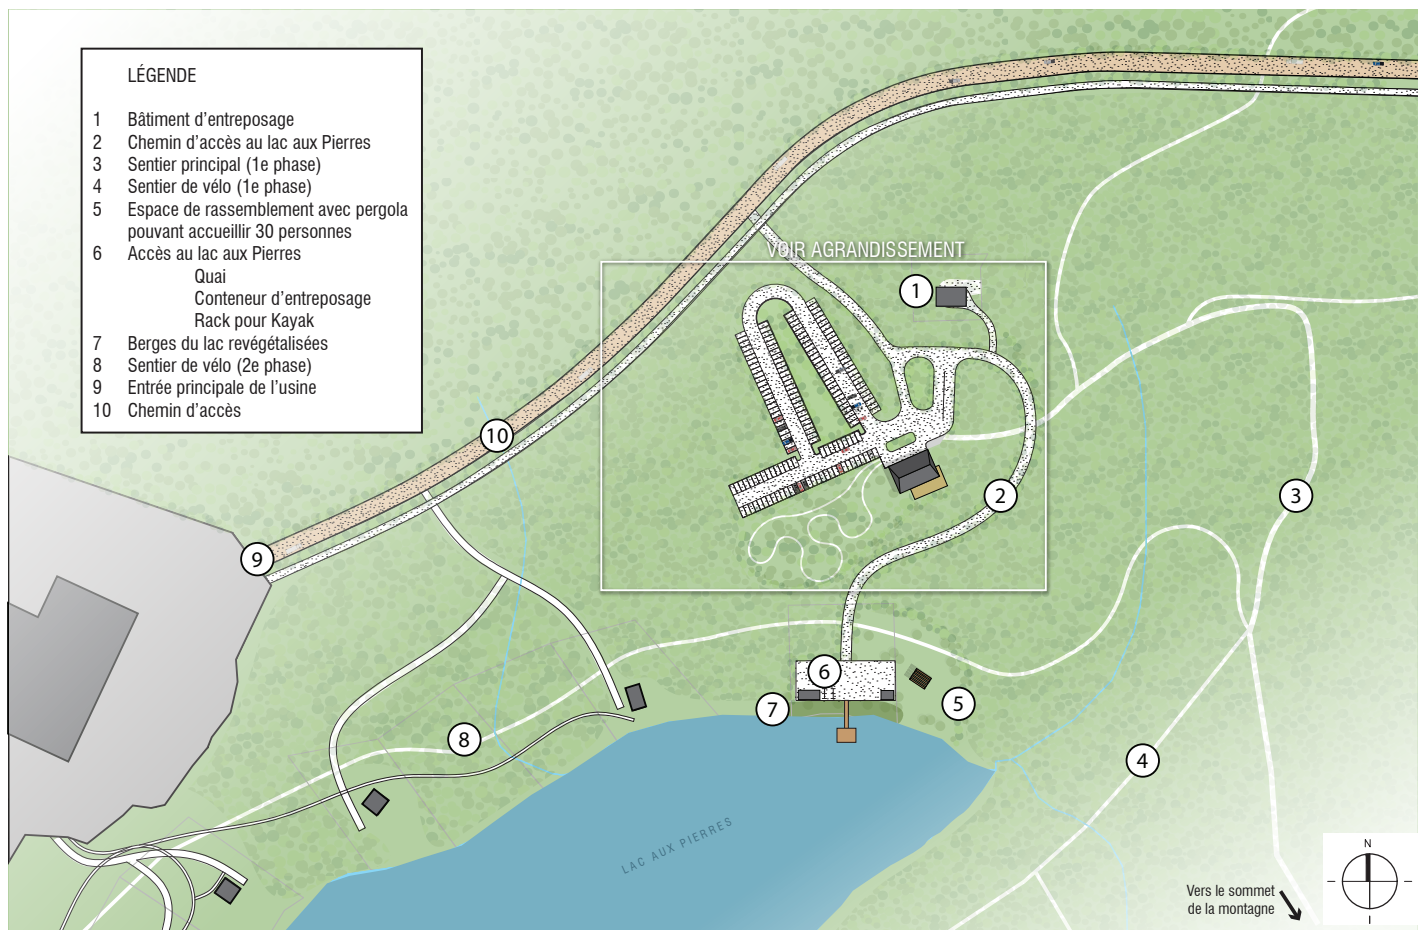 LÉGENDE
1 Bâtiment d'entreposage
2 Chemin d'accès au lac aux Pierres
3 Sentier principal (1e phase)
4 Sentier de vélo (1e phase)
5 Espace de rassemblement avec pergola
pouvant accueillir 30 personnes
6 Accès au lac aux Pierres
Quai
Conteneur d'entreposage
Rack pour Kayak
7 Berges du lac revégétalisées
8 Sentier de vélo (2e phase)
9 Entrée principale de l'usine
10 Chemin d'accès
VOIR AGRANDISSEMENT
1
10
2
3
9
6
7
5
8
4
LAC AUX PIERRES
Vers le sommet
de la montagne
N